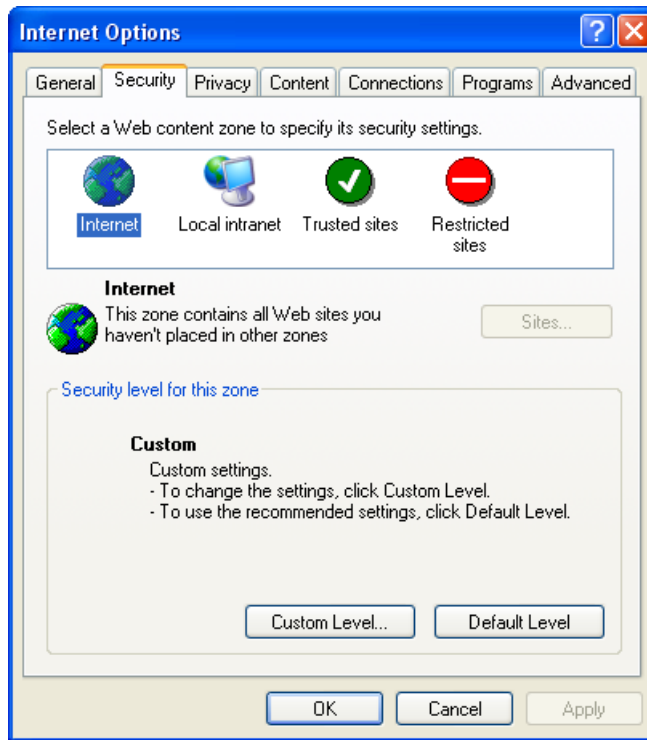 Internet Options
General Security Privacy Content Connections Programs Advanced
Select a Web content zone to specify its security settings.
Internet Local intranet Trusted sites Restricted
sites
Internet
This zone contains all Web sites you
haven't placed in other zones
Sites...
Security level for this zone
Custom
Custom settings.
- To change the settings, click Custom Level.
- To use the recommended settings, click Default Level.
Custom Level... Default Level
OK Cancel Apply